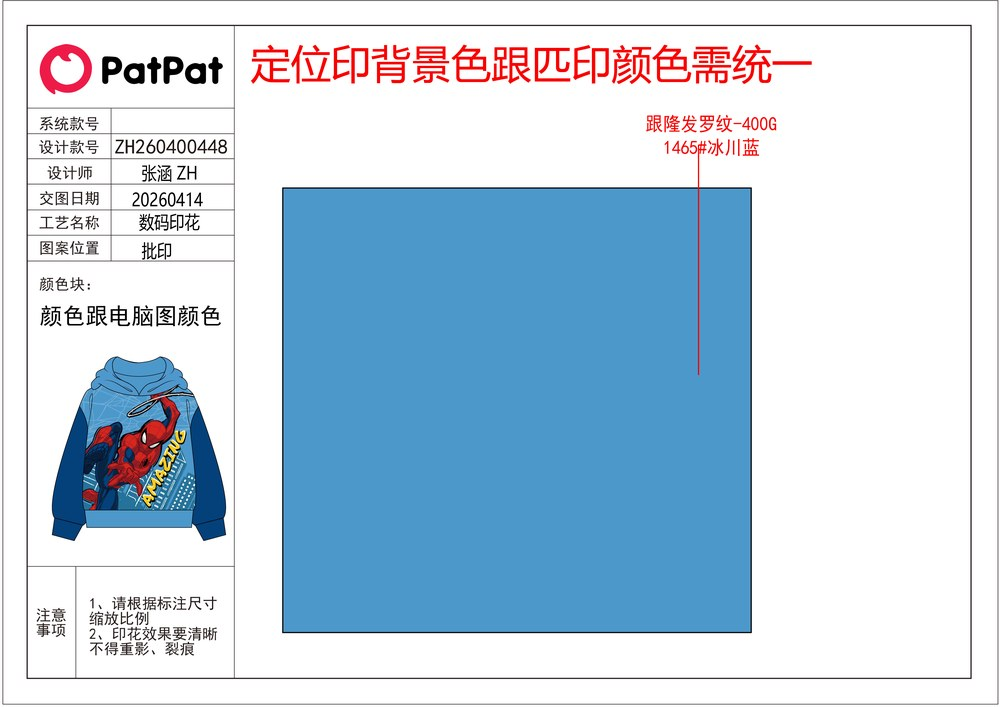 PatPat
定位印背景色跟匹印颜色需统一
系统款号
设计款号 ZH260400448
设计师 张涵 ZH
交图日期 20260414
工艺名称 数码印花
图案位置 批印
颜色块：
颜色跟电脑图颜色
AMAZING
注意
事项
1、请根据标注尺寸
缩放比例
2、印花效果要清晰
不得重影、裂痕
跟隆发罗纹-400G
1465#冰川蓝